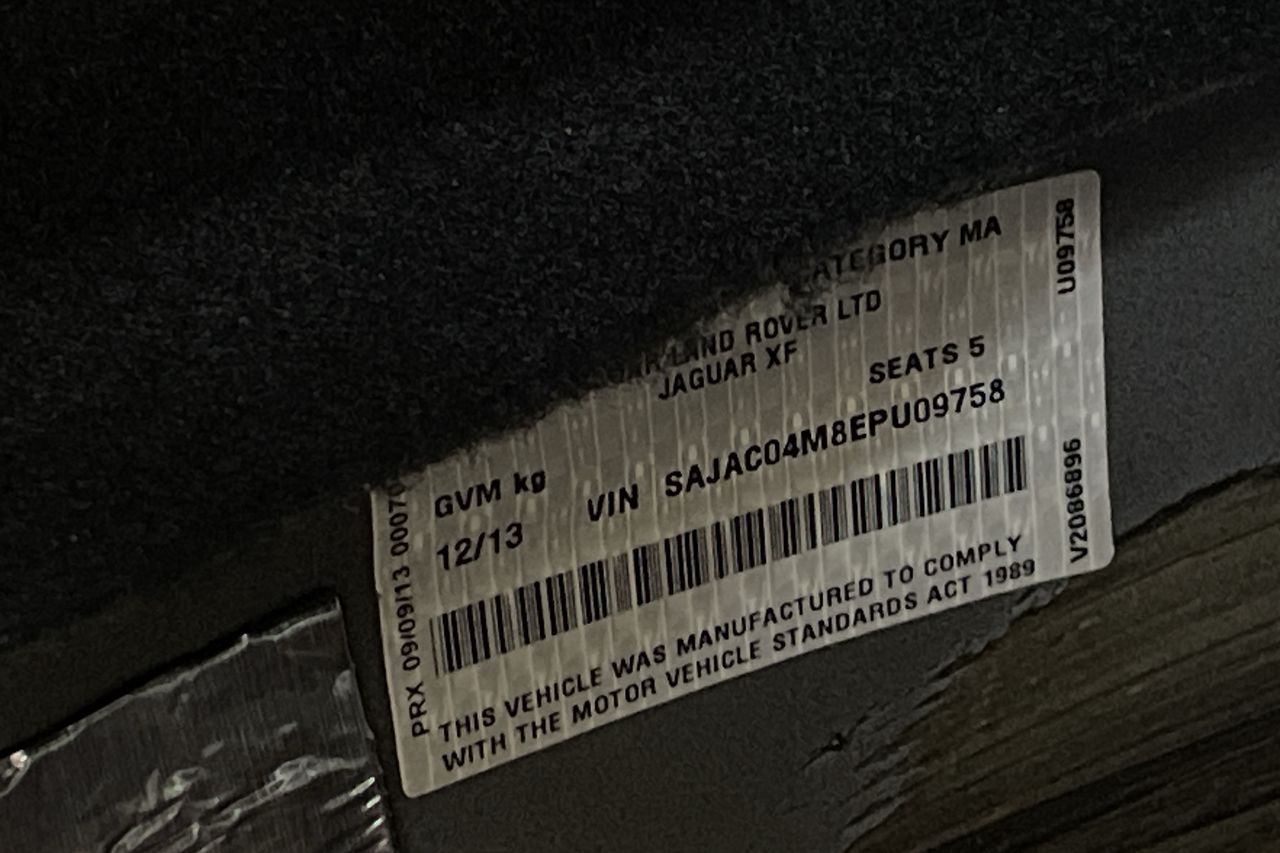 CATEGORY MA
LAND ROVER LTD
JAGUAR XF
SEATS 5
GVM kg
12/13
VIN SAJAC04M8EPU09758
THIS VEHICLE WAS MANUFACTURED TO COMPLY
WITH THE MOTOR VEHICLE STANDARDS ACT 1989
PRX 09/09/13
U09758
V2086896